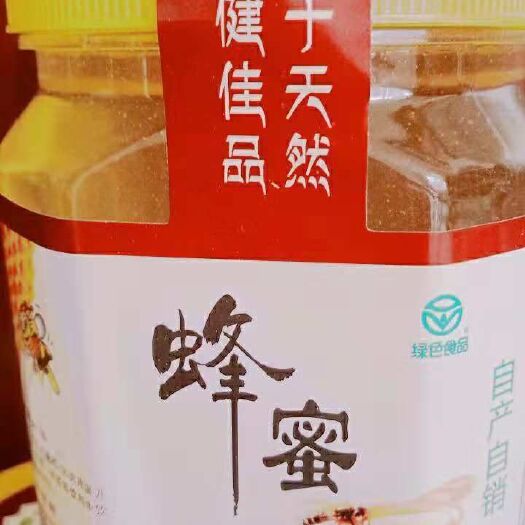 于天然
健佳品
蜂蜜
绿色食品
自产自销